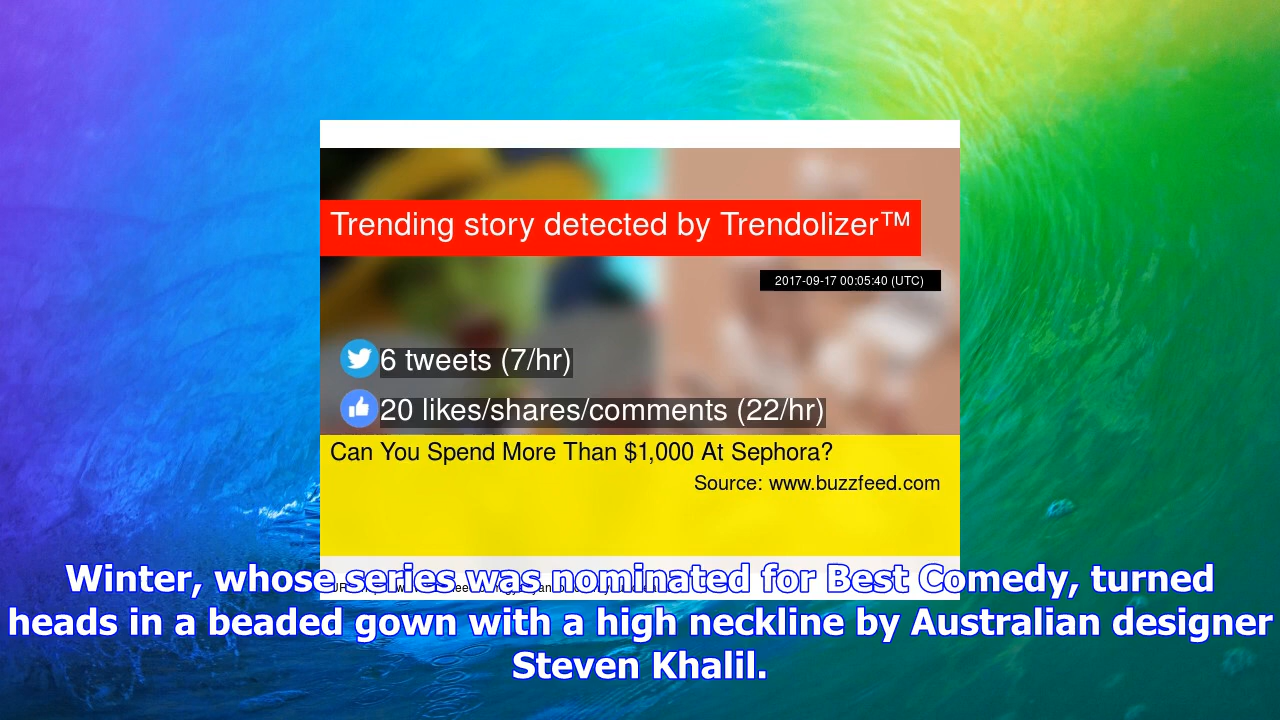 Trending story detected by Trendolizer™
2017-09-17 00:05:40 (UTC)
6 tweets (7/hr)
20 likes/shares/comments (22/hr)
Can You Spend More Than $1,000 At Sephora?
Source: www.buzzfeed.com
Winter, whose series was nominated for Best Comedy, turned
heads in a beaded gown with a high neckline by Australian designer
Steven Khalil.